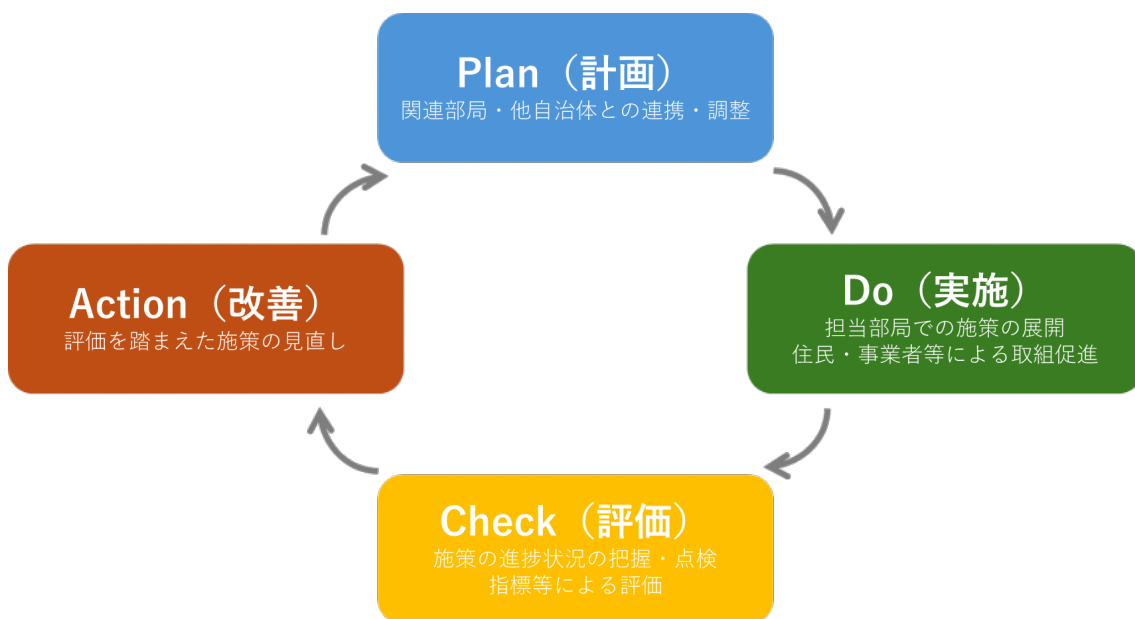 Plan（計画）
関連部局・他自治体との連携・調整
Do（実施）
担当部局での施策の展開
住民・事業者等による取組促進
Check（評価）
施策の進捗状況の把握・点検
指標等による評価
Action（改善）
評価を踏まえた施策の見直し